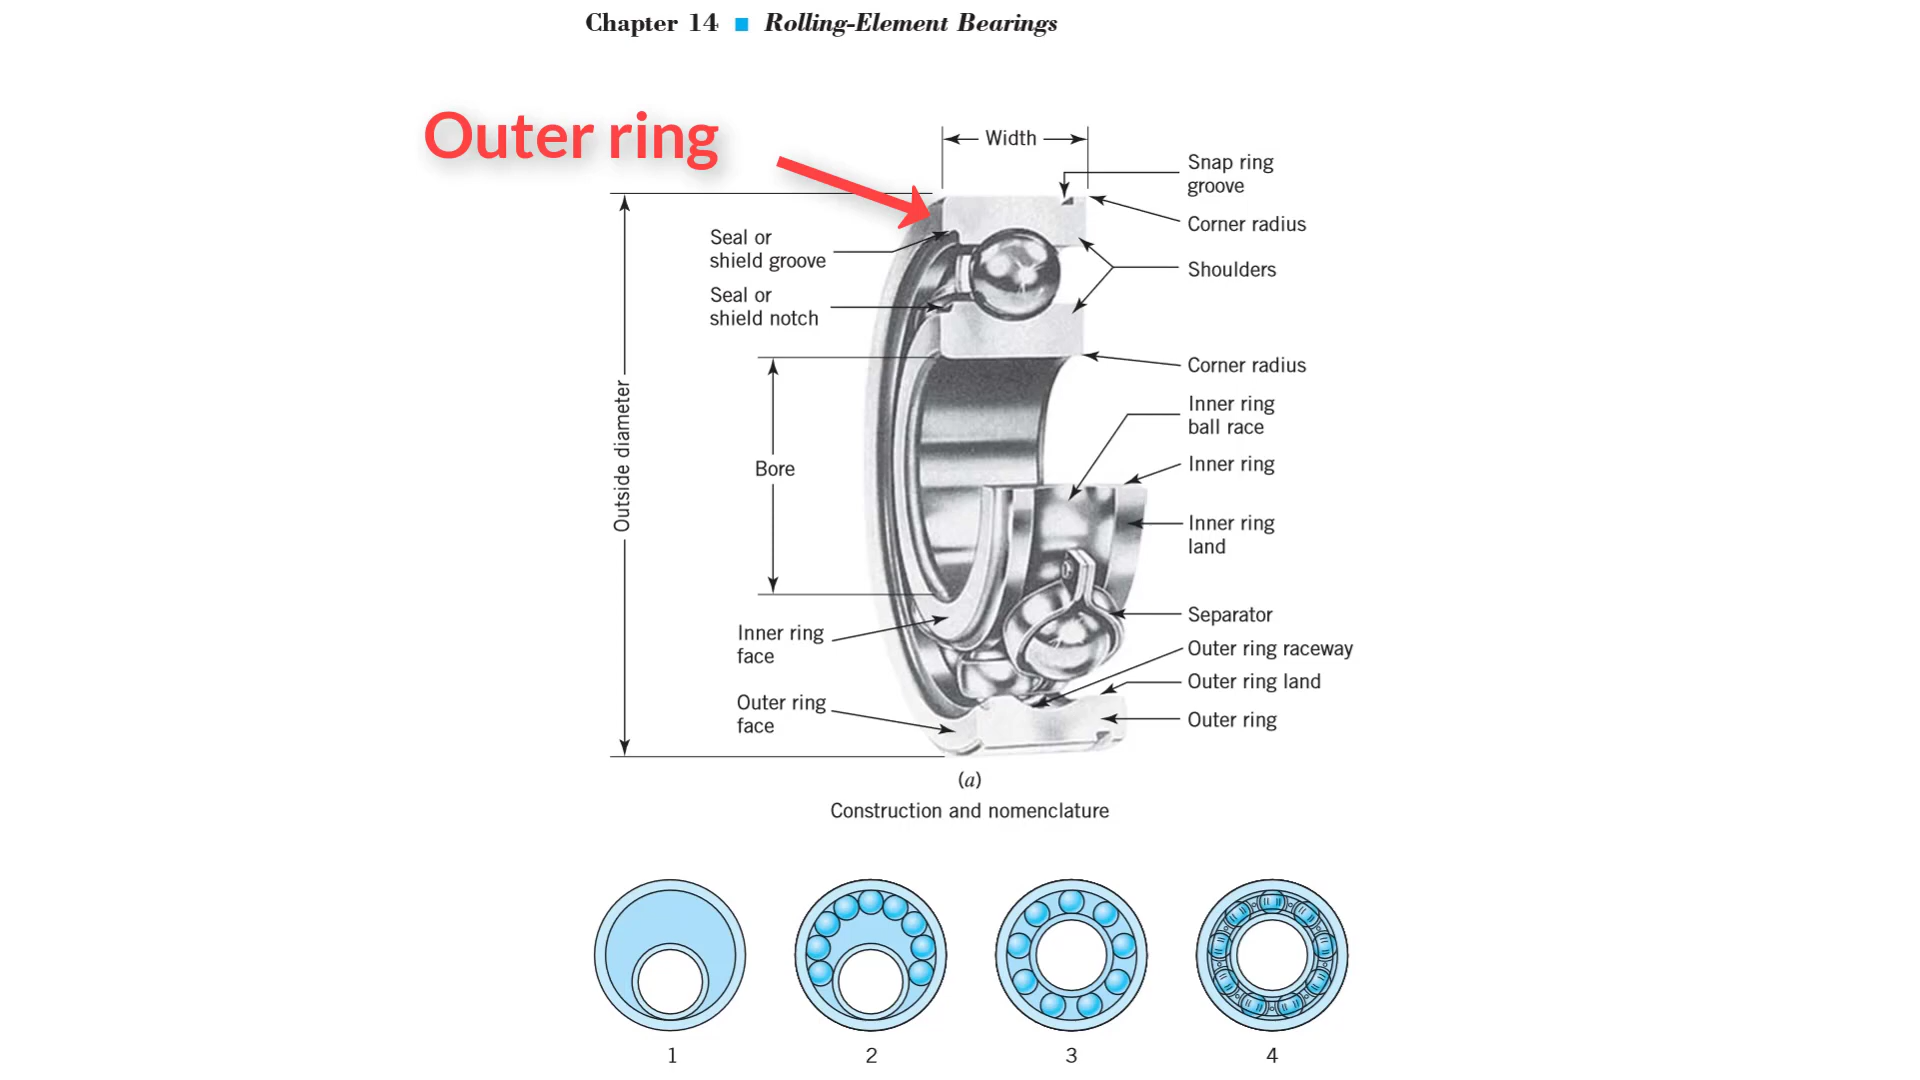 Chapter 14 ■ Rolling-Element Bearings
Outer ring
Width
Snap ring
groove
Corner radius
Seal or
shield groove
Shoulders
Seal or
shield notch
Corner radius
Inner ring
ball race
Outside diameter
Bore
Inner ring
Inner ring
land
Separator
Inner ring
face
Outer ring raceway
Outer ring land
Outer ring
face
Outer ring
(a)
Construction and nomenclature
1
2
3
4